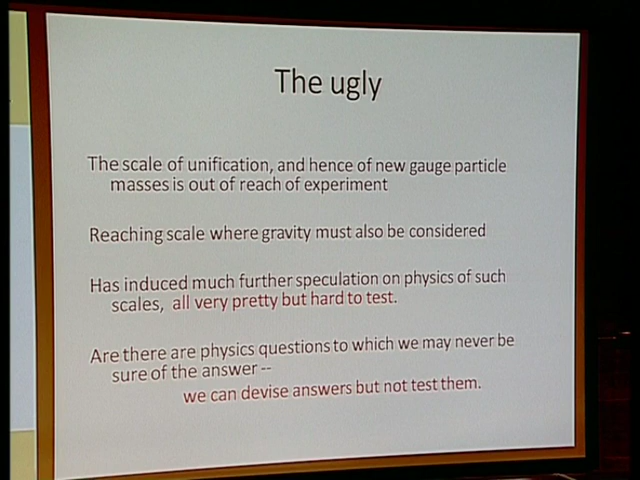 The ugly
The scale of unification, and hence of new gauge particle
masses is out of reach of experiment
Reaching scale where gravity must also be considered
Has induced much further speculation on physics of such
scales, all very pretty but hard to test.
Are there are physics questions to which we may never be
sure of the answer --
we can devise answers but not test them.